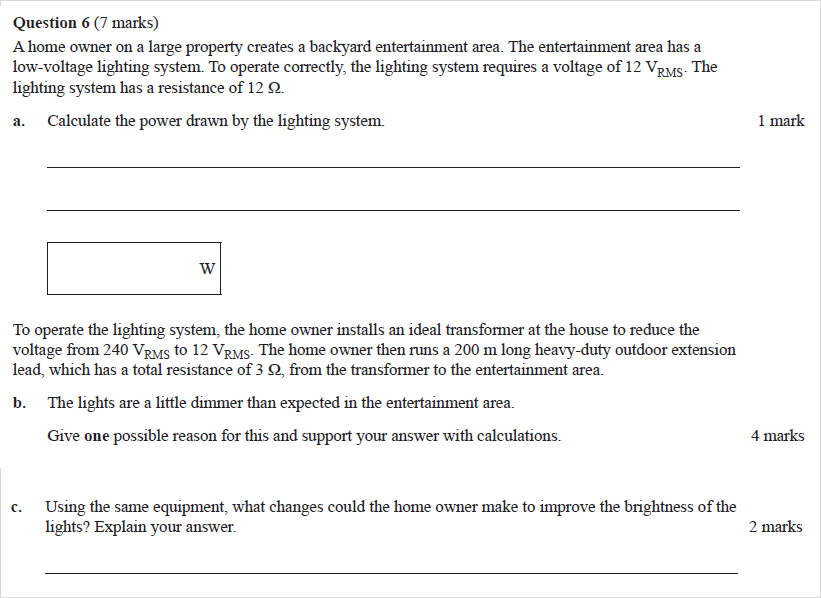 Question 6 (7 marks)
A home owner on a large property creates a backyard entertainment area. The entertainment area has a
low-voltage lighting system. To operate correctly, the lighting system requires a voltage of 12 VRMS. The
lighting system has a resistance of 12 Ω.
a. Calculate the power drawn by the lighting system. 1 mark
W
To operate the lighting system, the home owner installs an ideal transformer at the house to reduce the
voltage from 240 VRMS to 12 VRMS. The home owner then runs a 200 m long heavy-duty outdoor extension
lead, which has a total resistance of 3 Ω, from the transformer to the entertainment area.
b. The lights are a little dimmer than expected in the entertainment area.
Give one possible reason for this and support your answer with calculations. 4 marks
c. Using the same equipment, what changes could the home owner make to improve the brightness of the
lights? Explain your answer. 2 marks